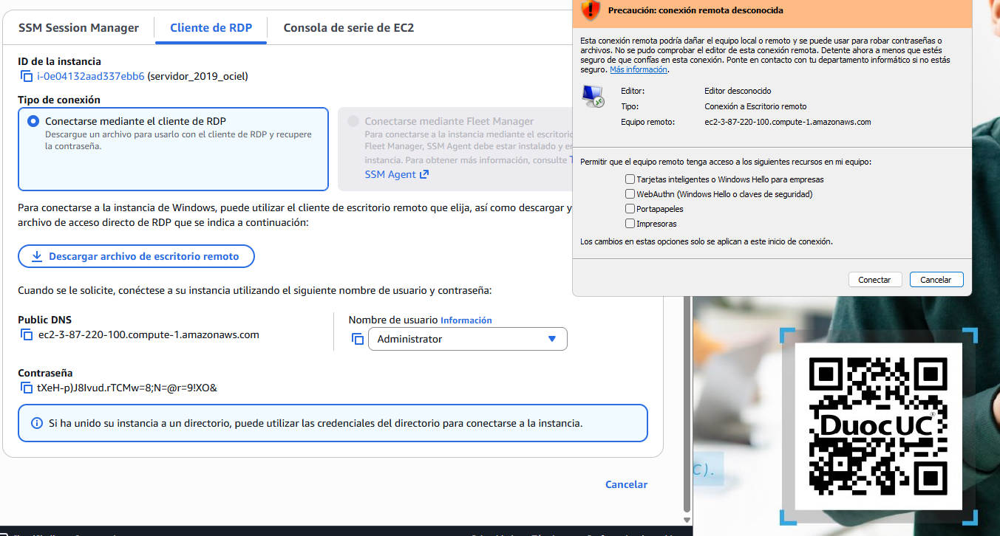 SSM Session Manager
Cliente de RDP
Consola de serie de EC2
ID de la instancia
i-0e04132aad337ebb6 (servidor_2019_ociel)
Tipo de conexión
Conectarse mediante el cliente de RDP
Descargue un archivo para usarlo con el cliente de RDP y recupere
la contraseña.
Conectarse mediante Fleet Manager
Para conectarse a la instancia mediante el escritorio
Fleet Manager, SSM Agent debe estar instalado y
instancia. Para obtener más información, consulte
SSM Agent
Para conectarse a la instancia de Windows, puede utilizar el cliente de escritorio remoto que elija, así como descargar y
archivo de acceso directo de RDP que se indica a continuación:
Descargar archivo de escritorio remoto
Cuando se le solicite, conéctese a su instancia utilizando el siguiente nombre de usuario y contraseña:
Public DNS
ec2-3-87-220-100.compute-1.amazonaws.com
Nombre de usuario Información
Administrator
Contraseña
tXeH-p)J8Ivud.rTCMw=8;N=@r=9!XO&
Si ha unido su instancia a un directorio, puede utilizar las credenciales del directorio para conectarse a la instancia.
Cancelar
Precaución: conexión remota desconocida
Esta conexión remota podría dañar el equipo local o remoto y se puede usar para robar contraseñas o
archivos. No se pudo comprobar el editor de esta conexión remota. Detente ahora a menos que estés
seguro de que confías en esta conexión. Ponte en contacto con tu departamento informático si no estás
seguro. Más información.
Editor: Editor desconocido
Tipo: Conexión a Escritorio remoto
Equipo remoto: ec2-3-87-220-100.compute-1.amazonaws.com
Permitir que el equipo remoto tenga acceso a los siguientes recursos en mi equipo:
Tarjetas inteligentes o Windows Hello para empresas
WebAuthn (Windows Hello o claves de seguridad)
Portapapeles
Impresoras
Los cambios en estas opciones solo se aplican a este inicio de conexión.
Conectar
Cancelar
C).
Duoc UC®